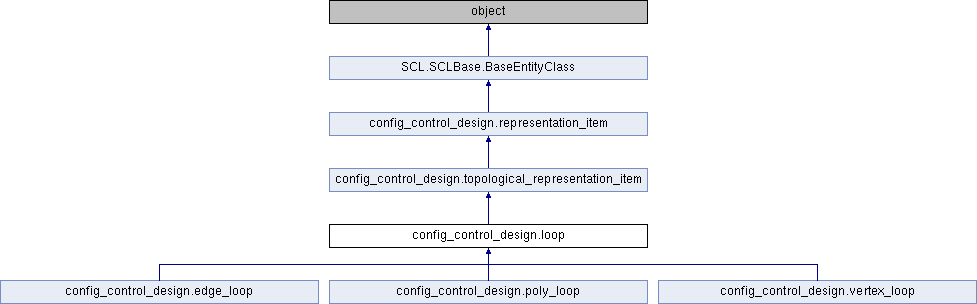 object
SCL.SCLBase.BaseEntityClass
config_control_design.representation_item
config_control_design.topological_representation_item
config_control_design.loop
config_control_design.edge_loop
config_control_design.poly_loop
config_control_design.vertex_loop